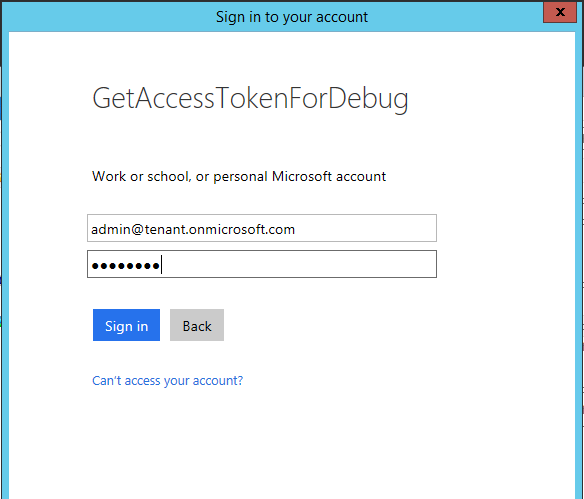 Sign in to your account
x
GetAccessTokenForDebug
Work or school, or personal Microsoft account
admin@tenant.onmicrosoft.com
●●●●●●●●
Sign in Back
Can't access your account?